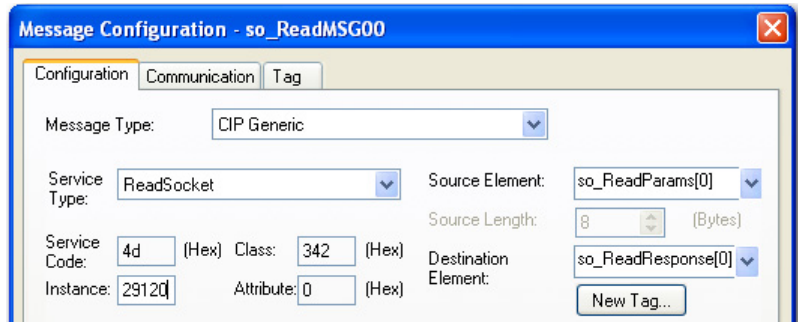 Message Configuration - so_ReadMSG00
Configuration Communication Tag
Message Type: CIP Generic
Service Type: ReadSocket
Source Element: so_ReadParams[0]
Source Length: 8 (Bytes)
Service Code: 4d (Hex) Class: 342 (Hex)
Destination Element: so_ReadResponse[0]
Instance: 29120 Attribute: 0 (Hex)
New Tag...